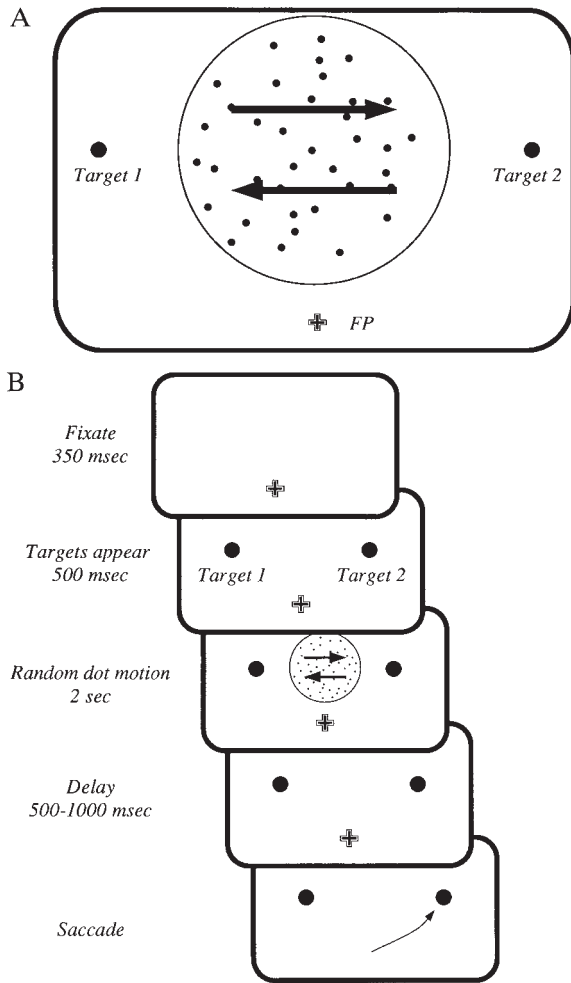 A
Target 1
Target 2
FP
B
Fixate
350 msec
Targets appear
500 msec
Target 1
Target 2
Random dot motion
2 sec
Delay
500-1000 msec
Saccade